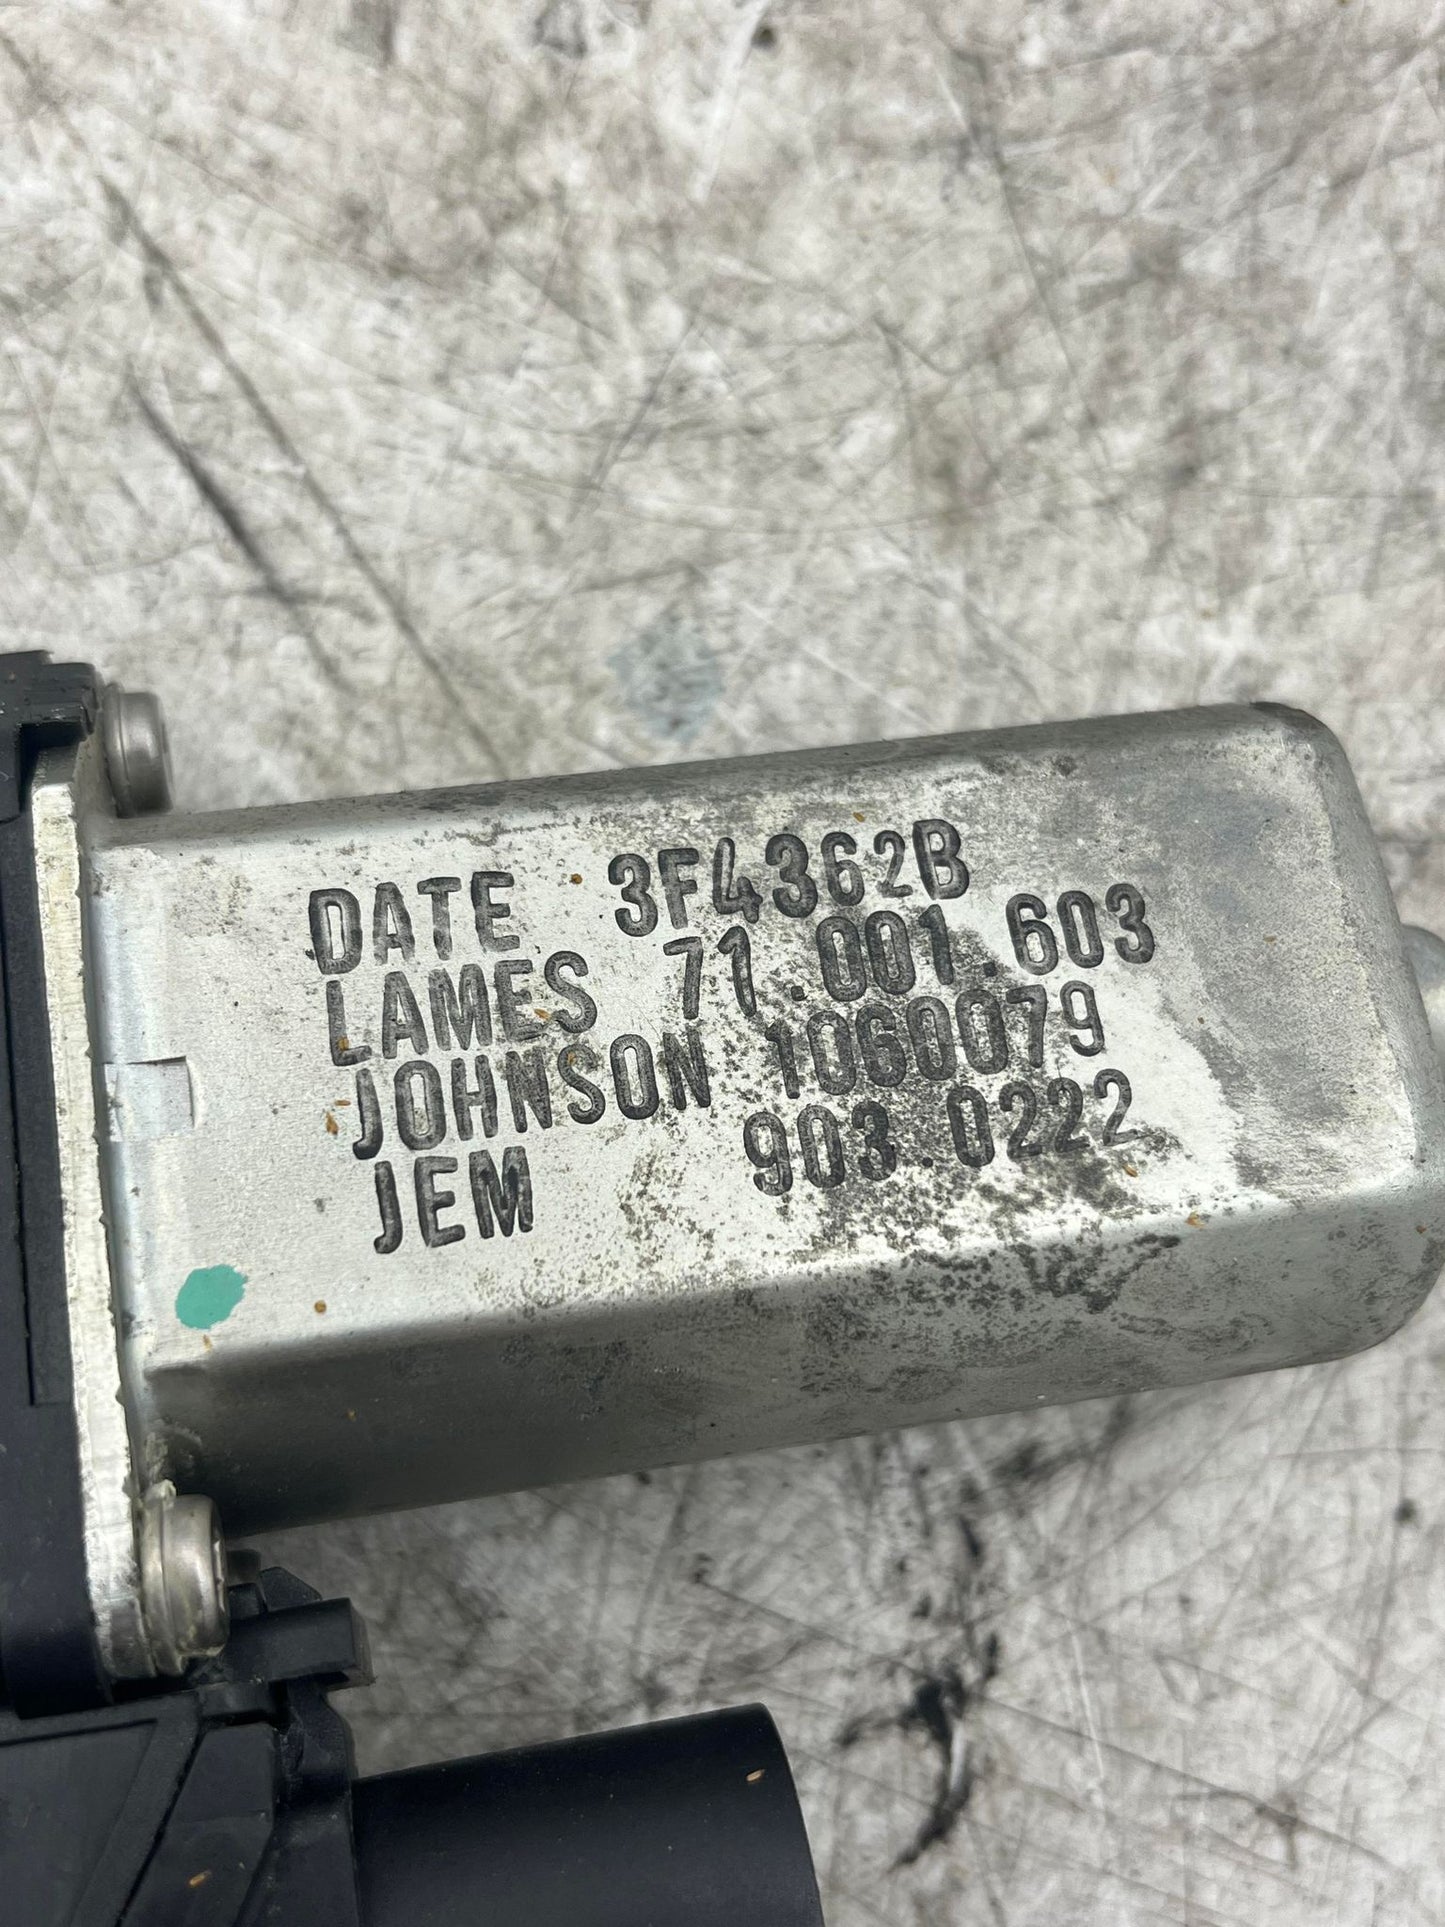 DATE 3F4362B
LAMES 71.001.603
JOHNSON 1060079
JEM 903.0222